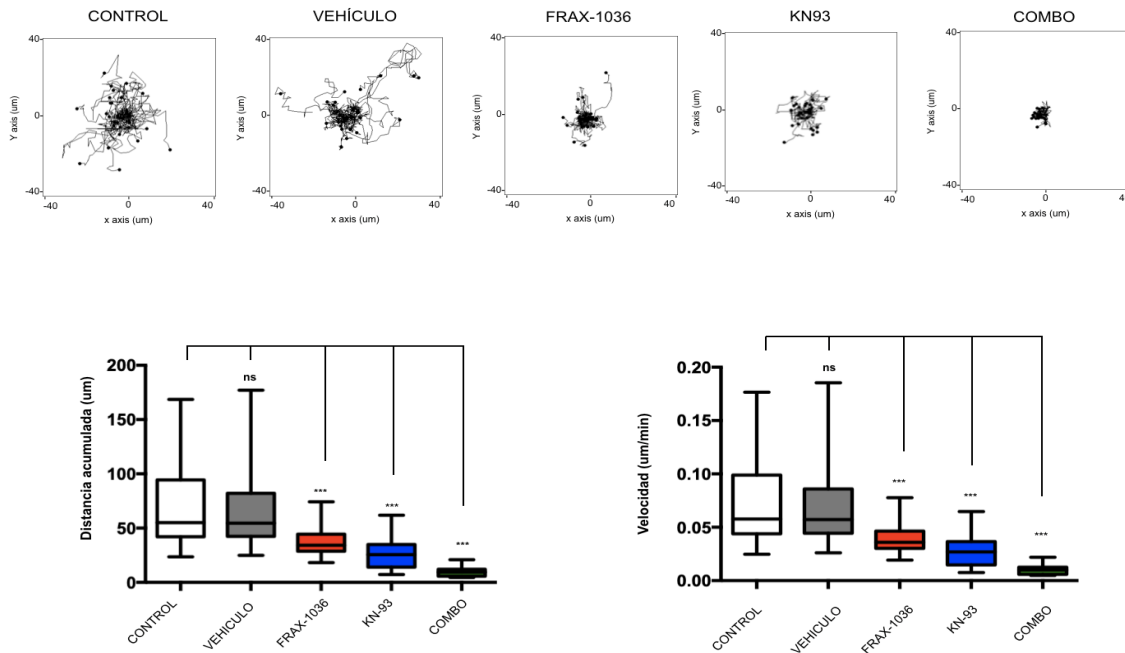 CONTROL
VEHÍCULO
FRAX-1036
KN93
COMBO
40
0
-40
Y axis (um)
-40
0
40
x axis (um)
40
0
-40
Y axis (um)
-40
0
40
x axis (um)
40
0
-40
Y axis (um)
-40
0
40
x axis (um)
40
0
-40
Y axis (um)
-40
0
40
x axis (um)
40
0
-40
Y axis (um)
-40
0
x axis (um)
Distancia acumulada (um)
200
150
100
50
0
ns
***
***
***
CONTROL
VEHÍCULO
FRAX-1036
KN-93
COMBO
Velocidad (um/min)
0.20
0.15
0.10
0.05
0.00
ns
***
***
***
CONTROL
VEHÍCULO
FRAX-1036
KN-93
COMBO